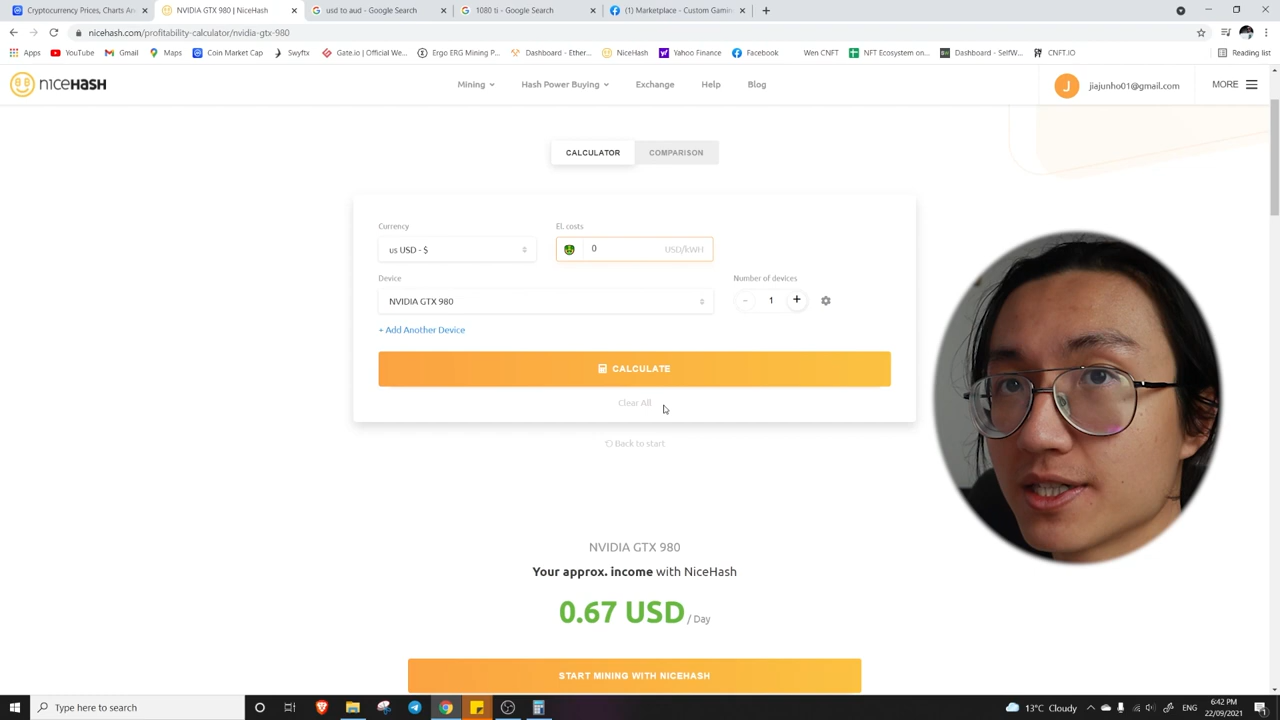 Cryptocurrency Prices, Charts An
NVIDIA GTX 980 | NiceHash
usd to aud - Google Search
1080 ti - Google Search
(1) Marketplace - Custom Gamin
nicehash.com/profitability-calculator/nvidia-gtx-980
Apps
YouTube
Gmail
Maps
Coin Market Cap
Swyftx
Gate.io | Official We...
Ergo ERG Mining P...
Dashboard - Ether...
NiceHash
Yahoo Finance
Facebook
Wen CNFT
NFT Ecosystem on...
Dashboard - SelfW...
CNFT.IO
Reading list
NICEHASH
Mining
Hash Power Buying
Exchange
Help
Blog
J
jiajunho01@gmail.com
MORE
CALCULATOR
COMPARISON
Currency
El. costs
us USD - $
0
USD/kWH
Device
Number of devices
NVIDIA GTX 980
- 1 +
+ Add Another Device
CALCULATE
Clear All
Back to start
NVIDIA GTX 980
Your approx. income with NiceHash
0.67 USD / Day
START MINING WITH NICEHASH
Type here to search
13°C Cloudy
ENG
6:42 PM
22/09/2021
1